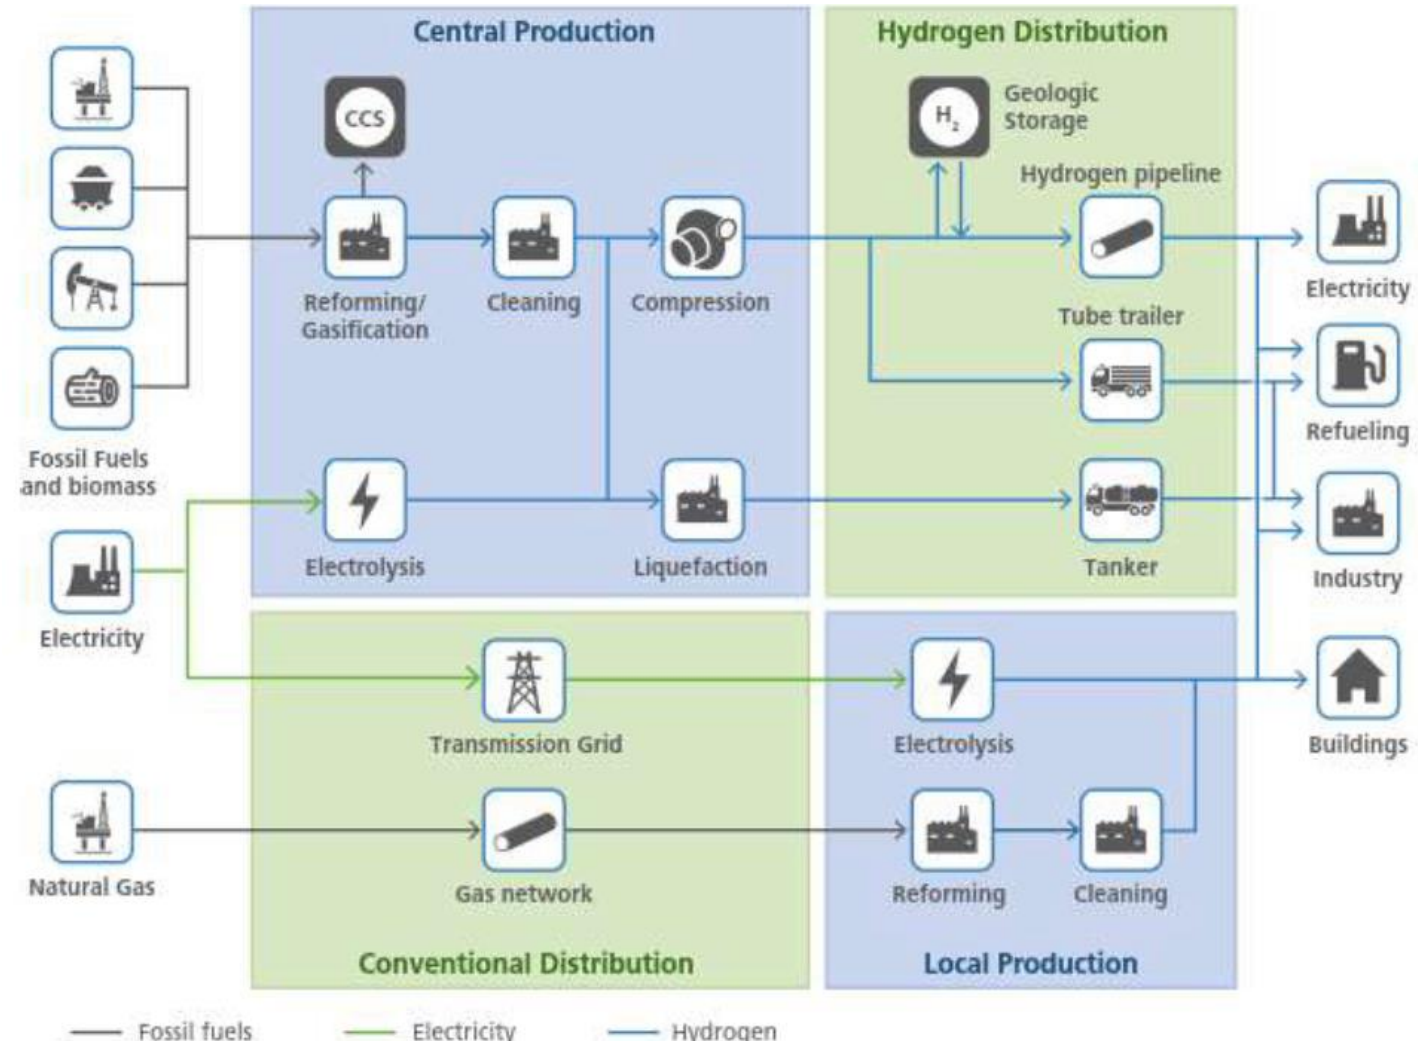 Central Production
Hydrogen Distribution
CCS
H2
Geologic
Storage
Hydrogen pipeline
Reforming/
Gasification
Cleaning
Compression
Electricity
Tube trailer
Refueling
Fossil Fuels
and biomass
Electrolysis
Liquefaction
Tanker
Industry
Electricity
Transmission Grid
Electrolysis
Buildings
Natural Gas
Gas network
Reforming
Cleaning
Conventional Distribution
Local Production
Fossil fuels
Electricity
Hydrogen